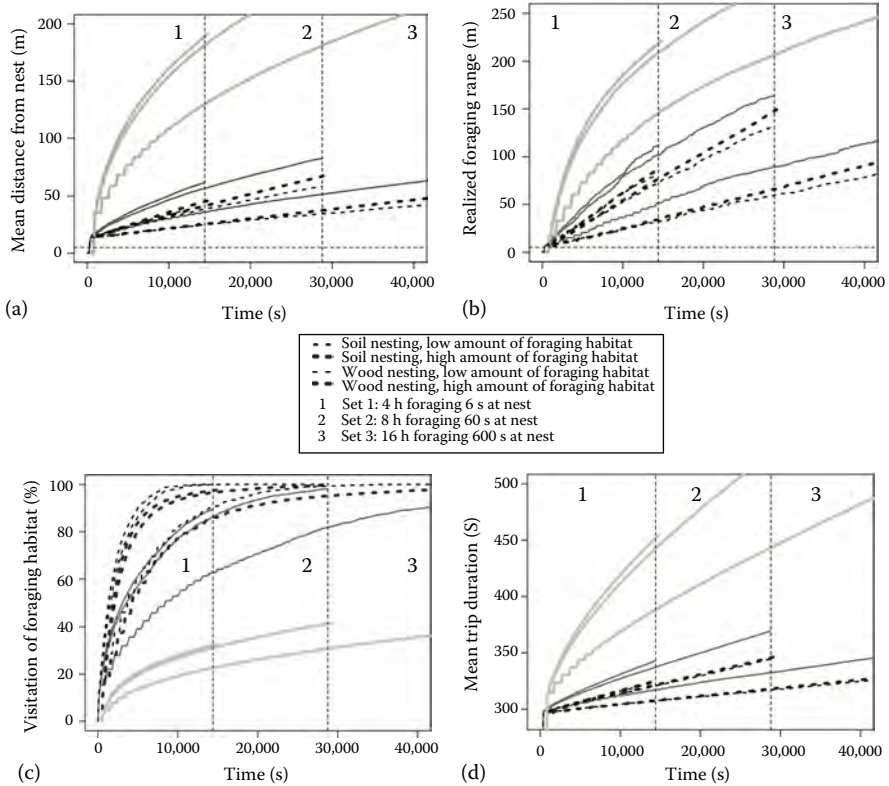 200
150
100
50
0
Mean distance from nest (m)
1
2
3
0
10,000
20,000
30,000
40,000
Time (s)
(a)
250
200
150
100
50
0
Realized foraging range (m)
1
2
3
0
10,000
20,000
30,000
40,000
Time (s)
(b)
Soil nesting, low amount of foraging habitat
Soil nesting, high amount of foraging habitat
Wood nesting, low amount of foraging habitat
Wood nesting, high amount of foraging habitat
1 Set 1: 4 h foraging 6 s at nest
2 Set 2: 8 h foraging 60 s at nest
3 Set 3: 16 h foraging 600 s at nest
100
80
60
40
20
0
Visitation of foraging habitat (%)
1
2
3
0
10,000
20,000
30,000
40,000
Time (s)
(c)
500
450
400
350
300
Mean trip duration (S)
1
2
3
0
10,000
20,000
30,000
40,000
Time (s)
(d)